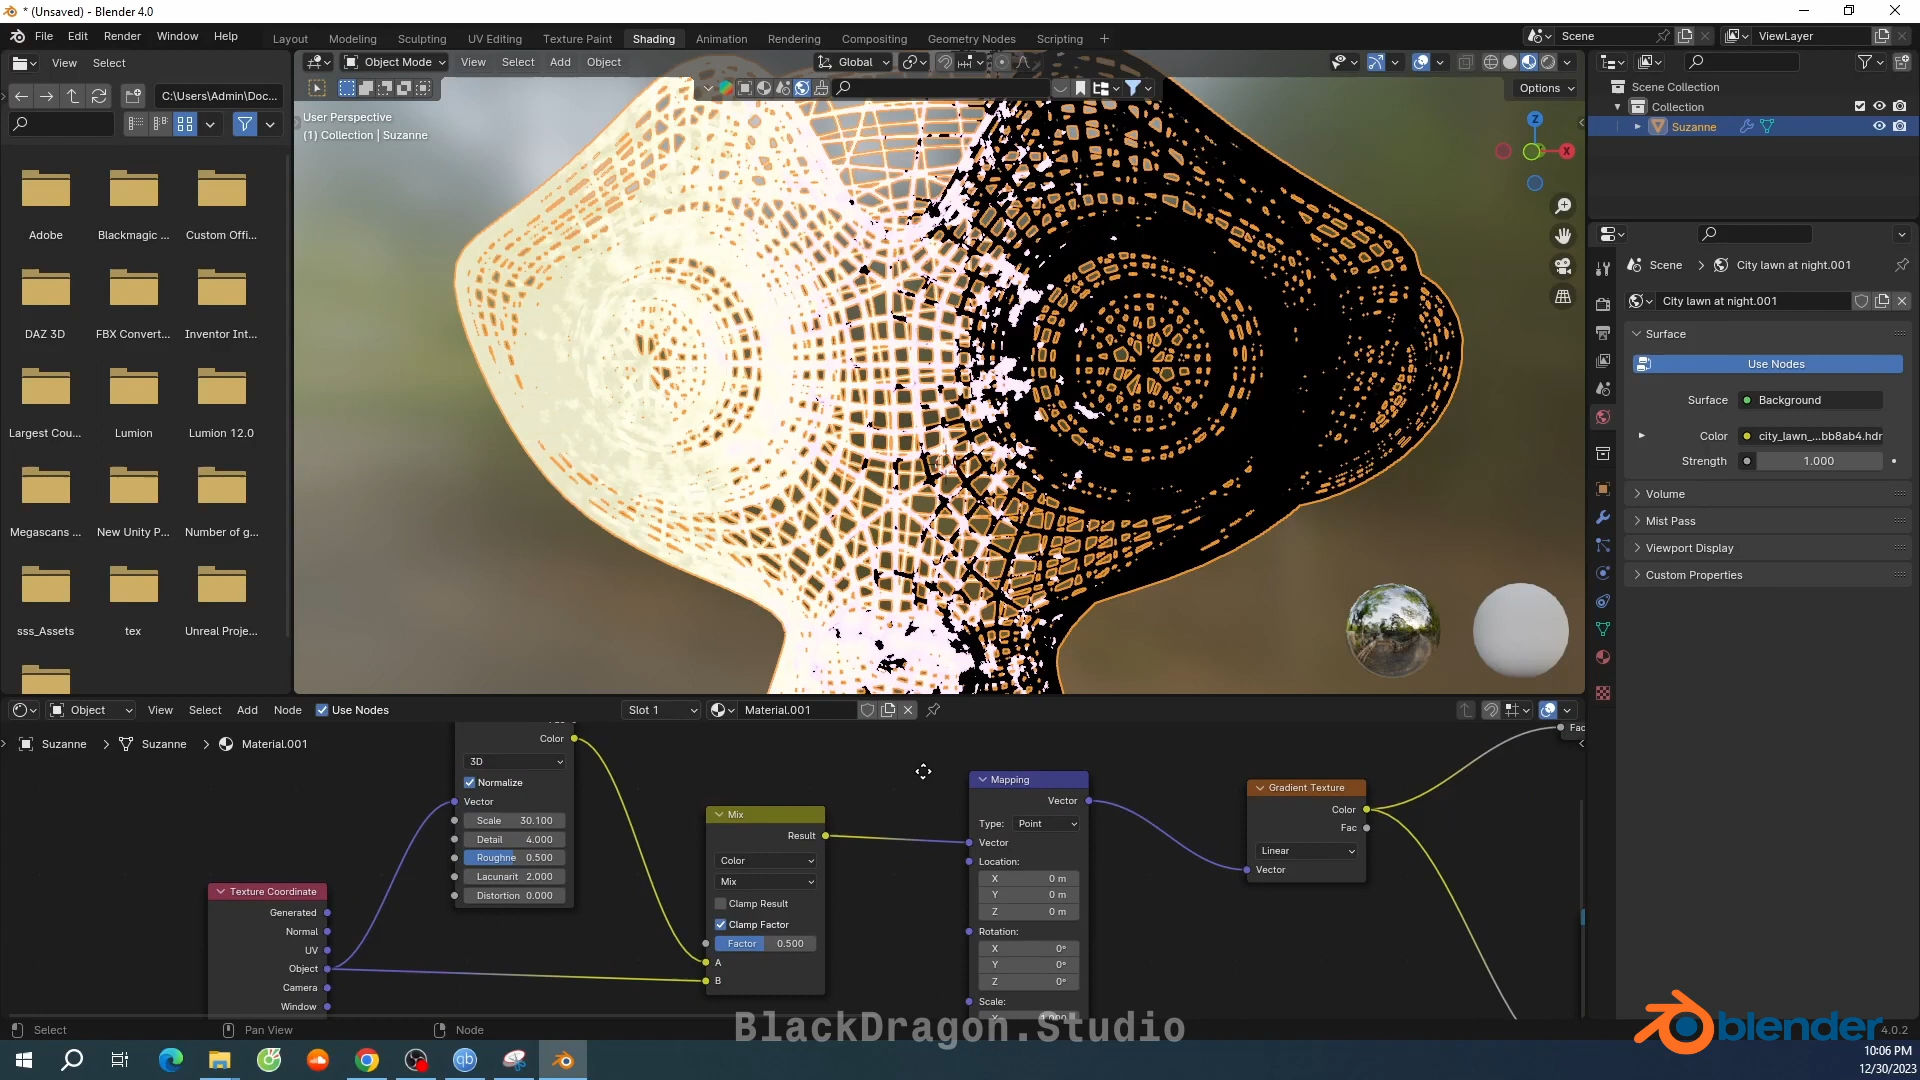 * (Unsaved) - Blender 4.0
File Edit Render Window Help
Layout Modeling Sculpting UV Editing Texture Paint Shading Animation Rendering Compositing Geometry Nodes Scripting +
Scene
ViewLayer
View Select
Object Mode View Select Add Object
Global
C:\Users\Admin\Doc...
Options
User Perspective
(1) Collection | Suzanne
Z
X
Adobe
Blackmagic ...
Custom Offi...
DAZ 3D
FBX Convert...
Inventor Int...
Largest Cou...
Lumion
Lumion 12.0
Megascans ...
New Unity P...
Number of g...
sss_Assets
tex
Unreal Proje...
Scene Collection
Collection
Suzanne
Scene > City lawn at night.001
City lawn at night.001
Surface
Use Nodes
Surface Background
Color city_lawn_...bb8ab4.hdr
Strength 1.000
Volume
Mist Pass
Viewport Display
Custom Properties
Object View Select Add Node Use Nodes
Slot 1
Material.001
Suzanne > Suzanne > Material.001
Color
3D
Normalize
Vector
Scale 30.100
Detail 4.000
Roughne 0.500
Lacunarit 2.000
Distortion 0.000
Texture Coordinate
Generated
Normal
UV
Object
Camera
Window
Mix
Result
Color
Mix
Clamp Result
Clamp Factor
Factor 0.500
A
B
Mapping
Vector
Type: Point
Vector
Location:
X 0 m
Y 0 m
Z 0 m
Rotation:
X 0°
Y 0°
Z 0°
Scale:
X 1.000
Gradient Texture
Color
Fac
Linear
Vector
Fac
Select
Pan View
Node
BlackDragon.Studio
blender
4.0.2
10:06 PM
12/30/2023